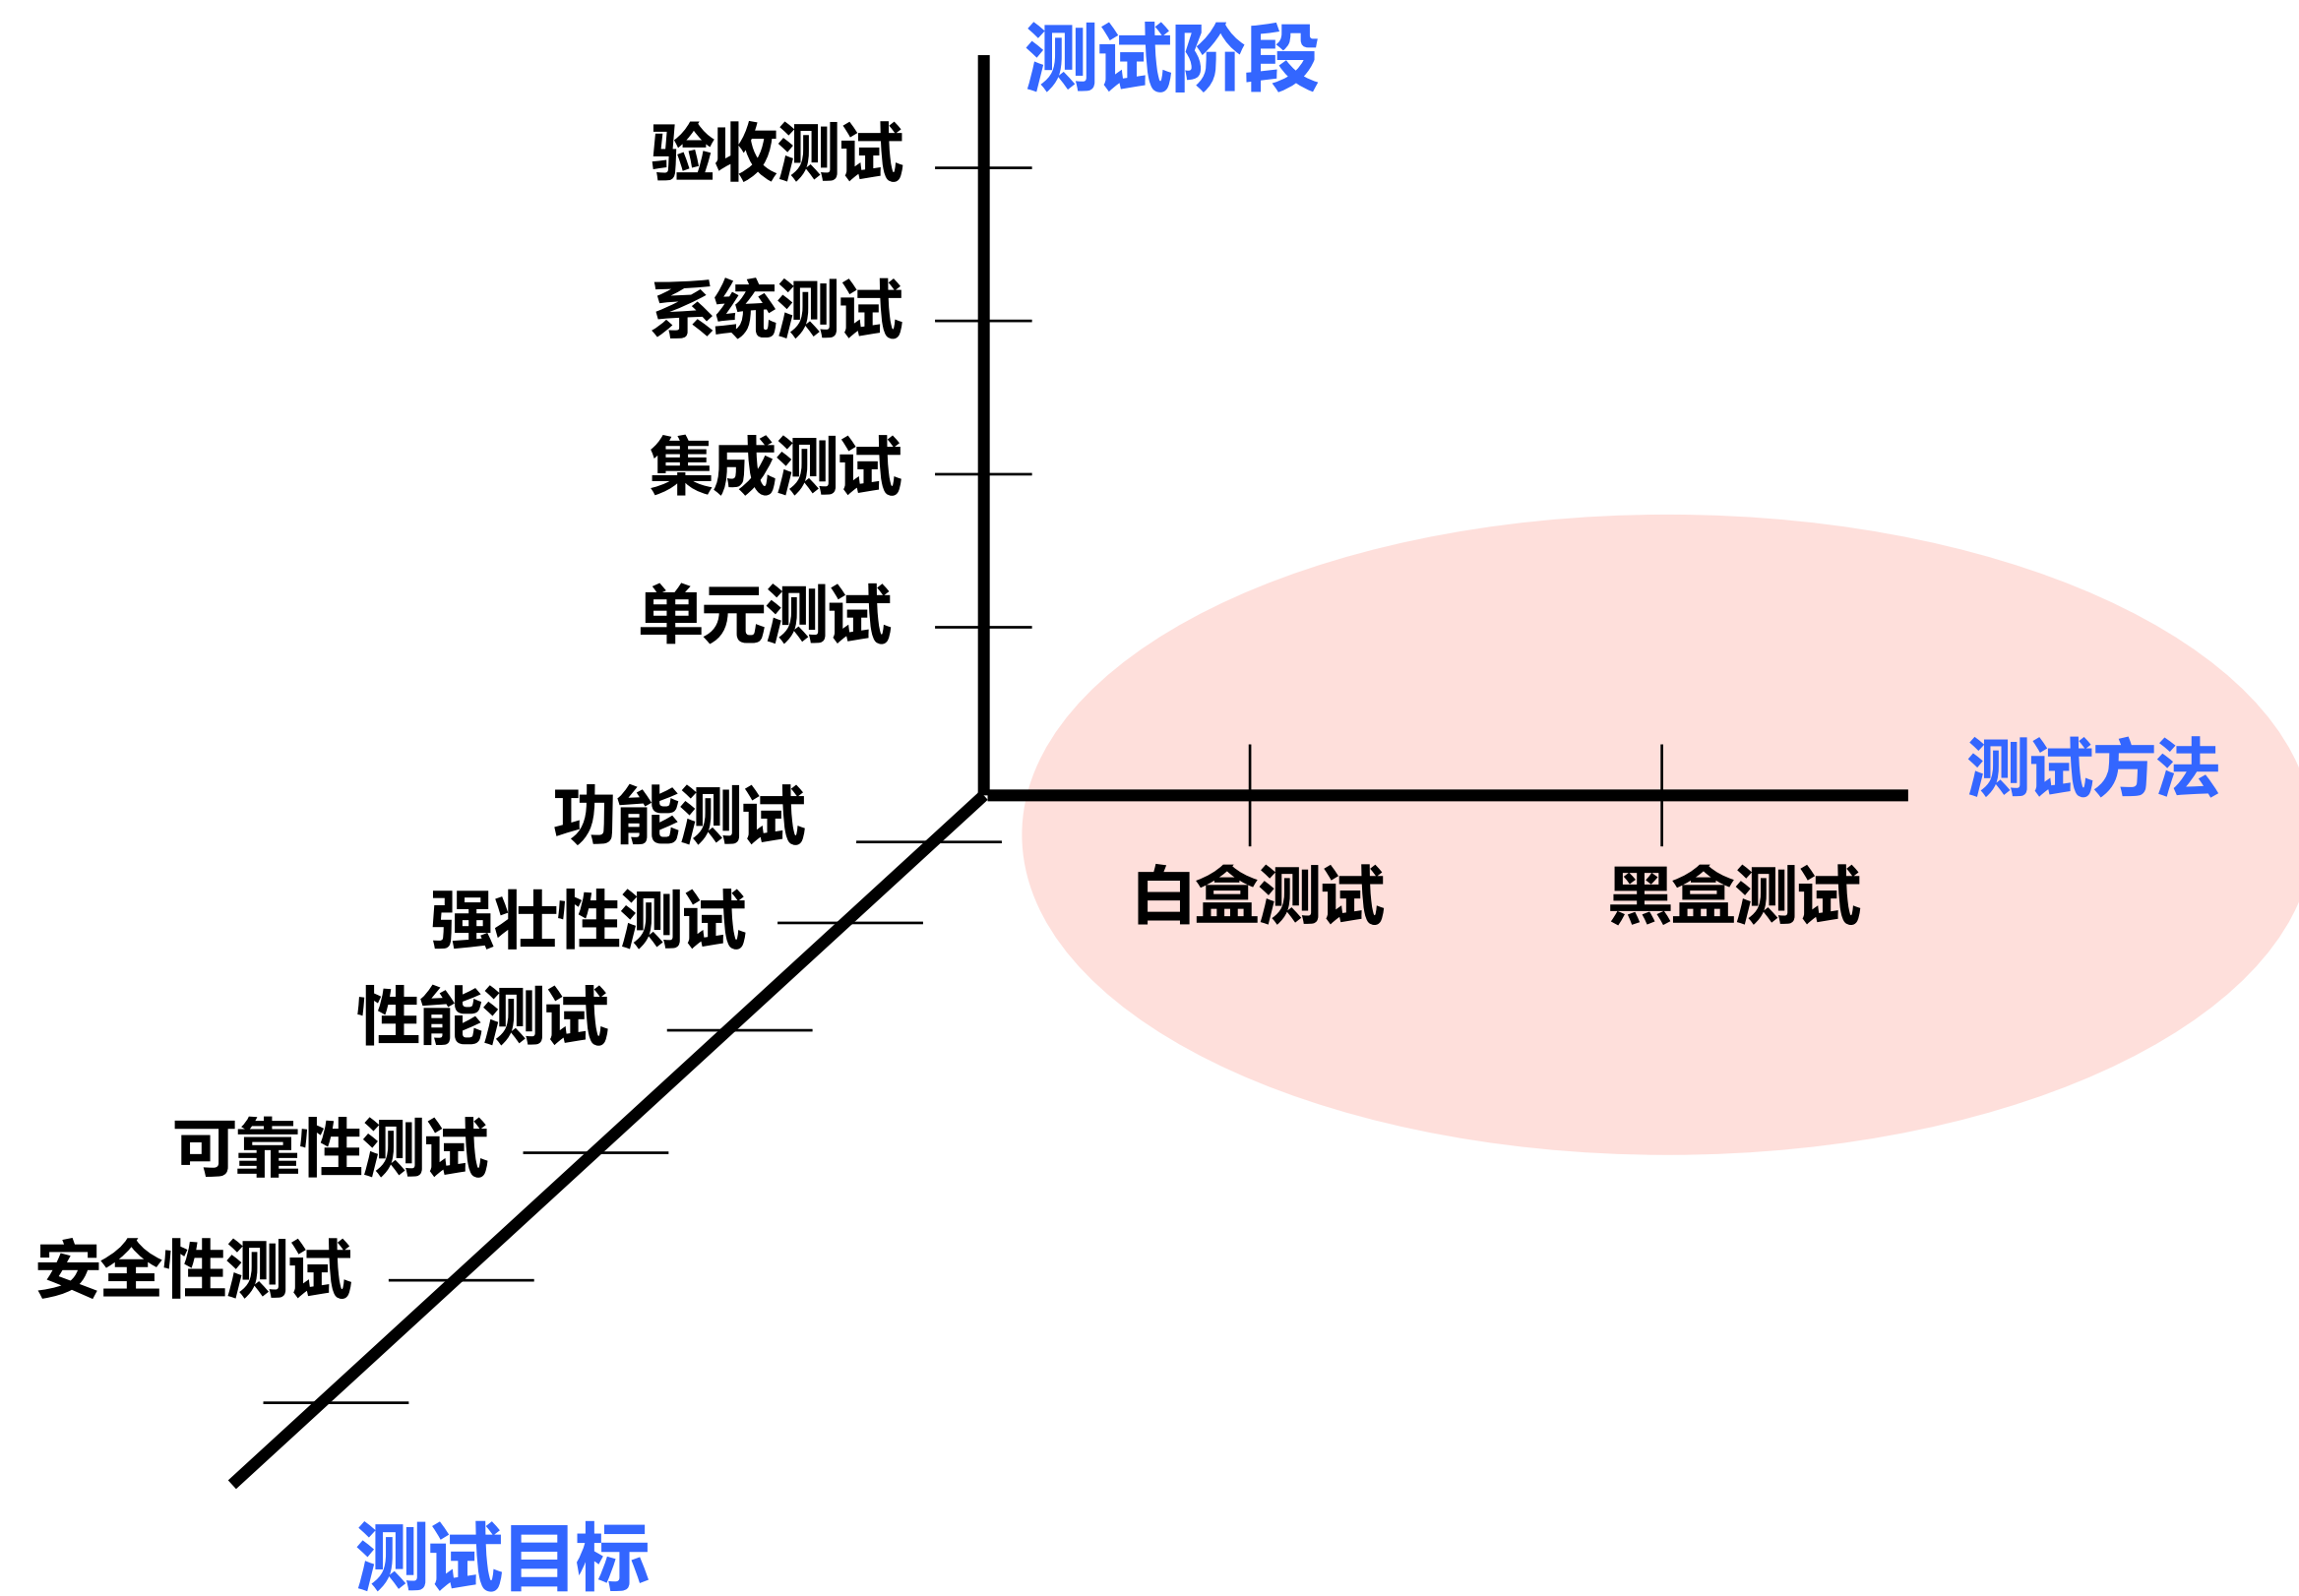 测试阶段
验收测试
系统测试
集成测试
单元测试
测试方法
功能测试
白盒测试
黑盒测试
强壮性测试
性能测试
可靠性测试
安全性测试
测试目标